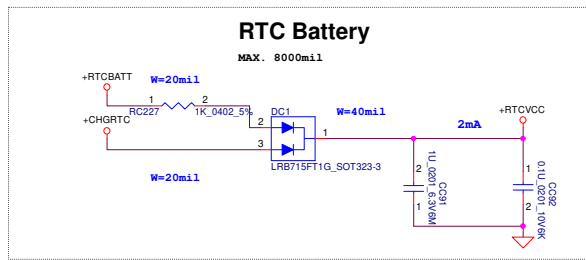 RTC Battery
MAX. 8000mil
+RTCBATT
W=20mil
1 2
RC227 1K_0402_5%
+CHGRTC
DC1
2
3
1
W=40mil
LRB715FT1G_SOT323-3
W=20mil
2mA
+RTCVCC
2
1
1U_0201_6.3V6M
CC91
1
2
0.1U_0201_10V6K
CC92